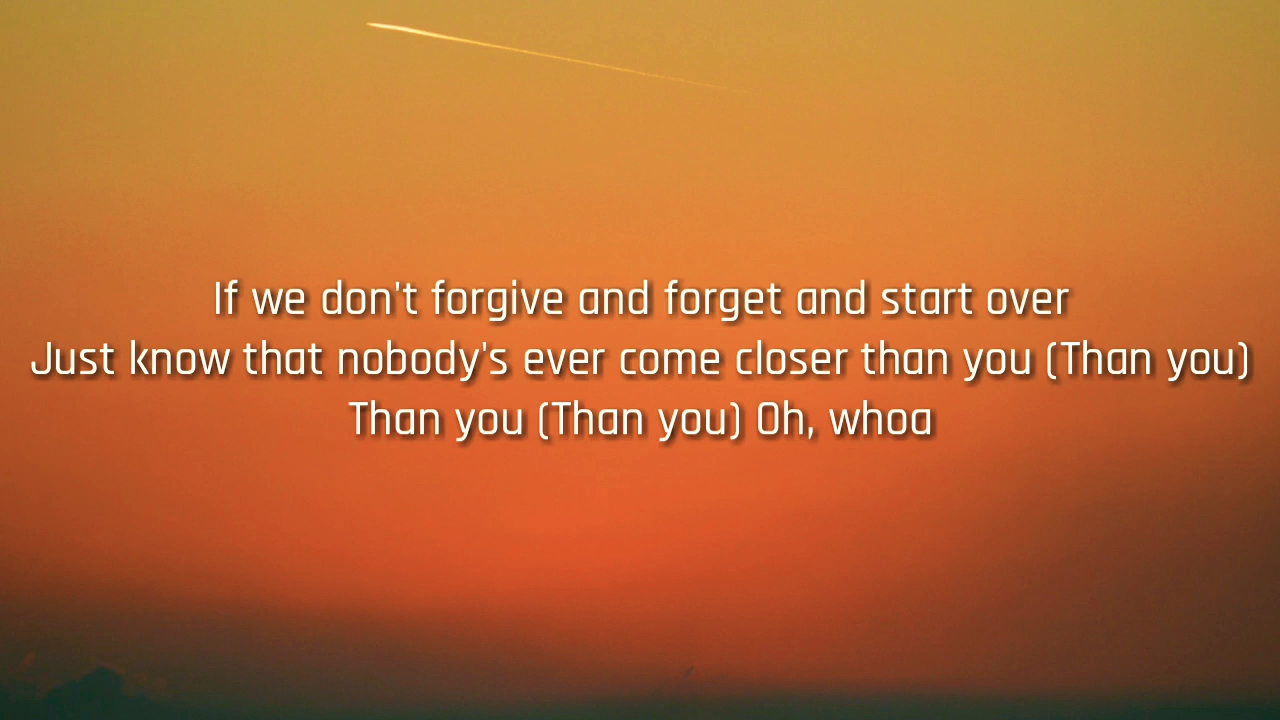 If we don't forgive and forget and start over
Just know that nobody's ever come closer than you (Than you)
Than you (Than you) Oh, whoa